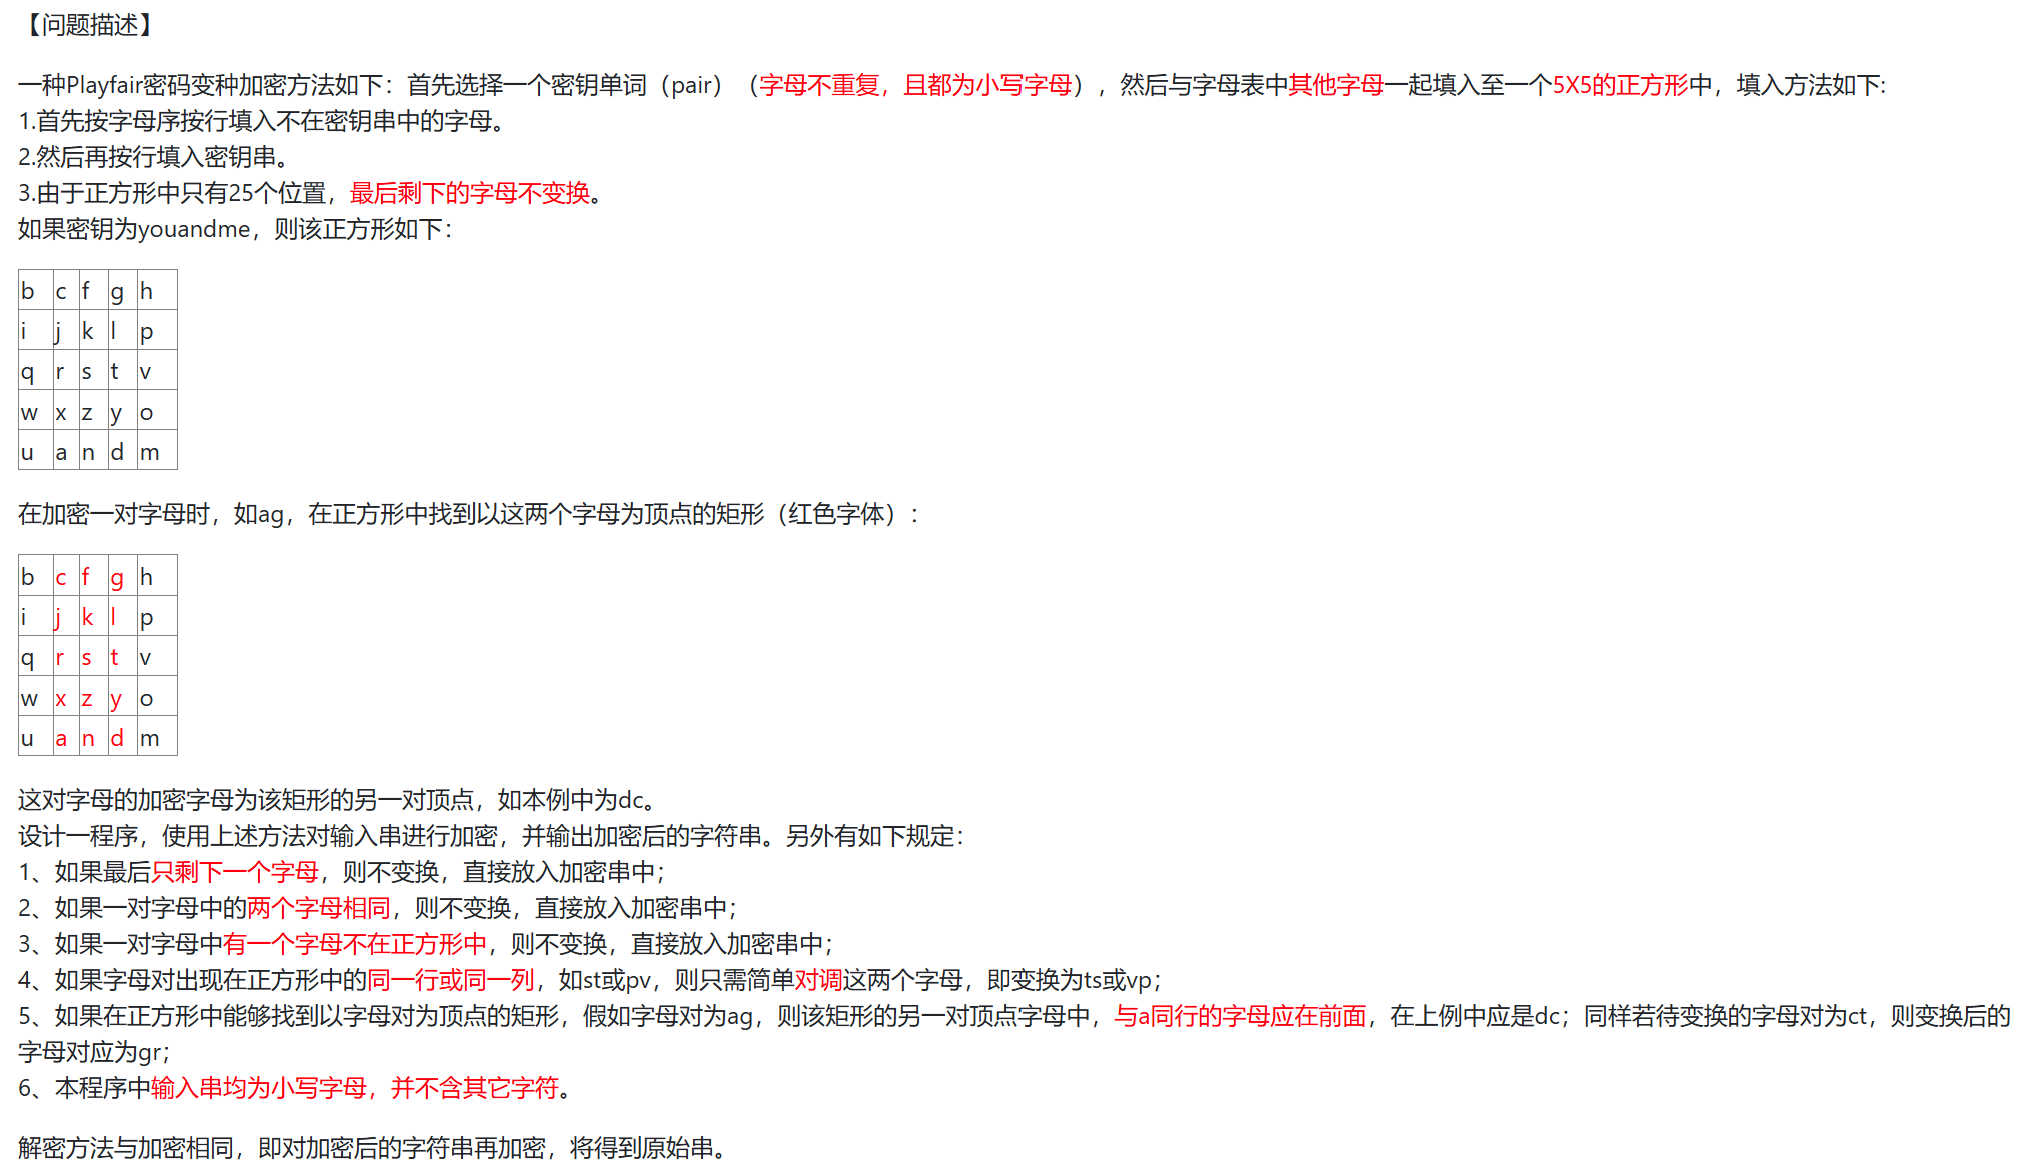 【问题描述】
一种Playfair密码变种加密方法如下：首先选择一个密钥单词（pair）（字母不重复，且都为小写字母），然后与字母表中其他字母一起填入至一个5X5的正方形中，填入方法如下:
1.首先按字母序按行填入不在密钥串中的字母。
2.然后再按行填入密钥串。
3.由于正方形中只有25个位置，最后剩下的字母不变换。
如果密钥为youandme，则该正方形如下：
b c f g h
i j k l p
q r s t v
w x z y o
u a n d m
在加密一对字母时，如ag，在正方形中找到以这两个字母为顶点的矩形（红色字体）：
b c f g h
i j k l p
q r s t v
w x z y o
u a n d m
这对字母的加密字母为该矩形的另一对顶点，如本例中为dc。
设计一程序，使用上述方法对输入串进行加密，并输出加密后的字符串。另外有如下规定：
1、如果最后只剩下一个字母，则不变换，直接放入加密串中；
2、如果一对字母中的两个字母相同，则不变换，直接放入加密串中；
3、如果一对字母中有一个字母不在正方形中，则不变换，直接放入加密串中；
4、如果字母对出现在正方形中的同一行或同一列，如st或pv，则只需简单对调这两个字母，即变换为ts或vp；
5、如果在正方形中能够找到以字母对为顶点的矩形，假如字母对为ag，则该矩形的另一对顶点字母中，与a同行的字母应在前面，在上例中应是dc；同样若待变换的字母对为ct，则变换后的
字母对应为gr；
6、本程序中输入串均为小写字母，并不含其它字符。
解密方法与加密相同，即对加密后的字符串再加密，将得到原始串。